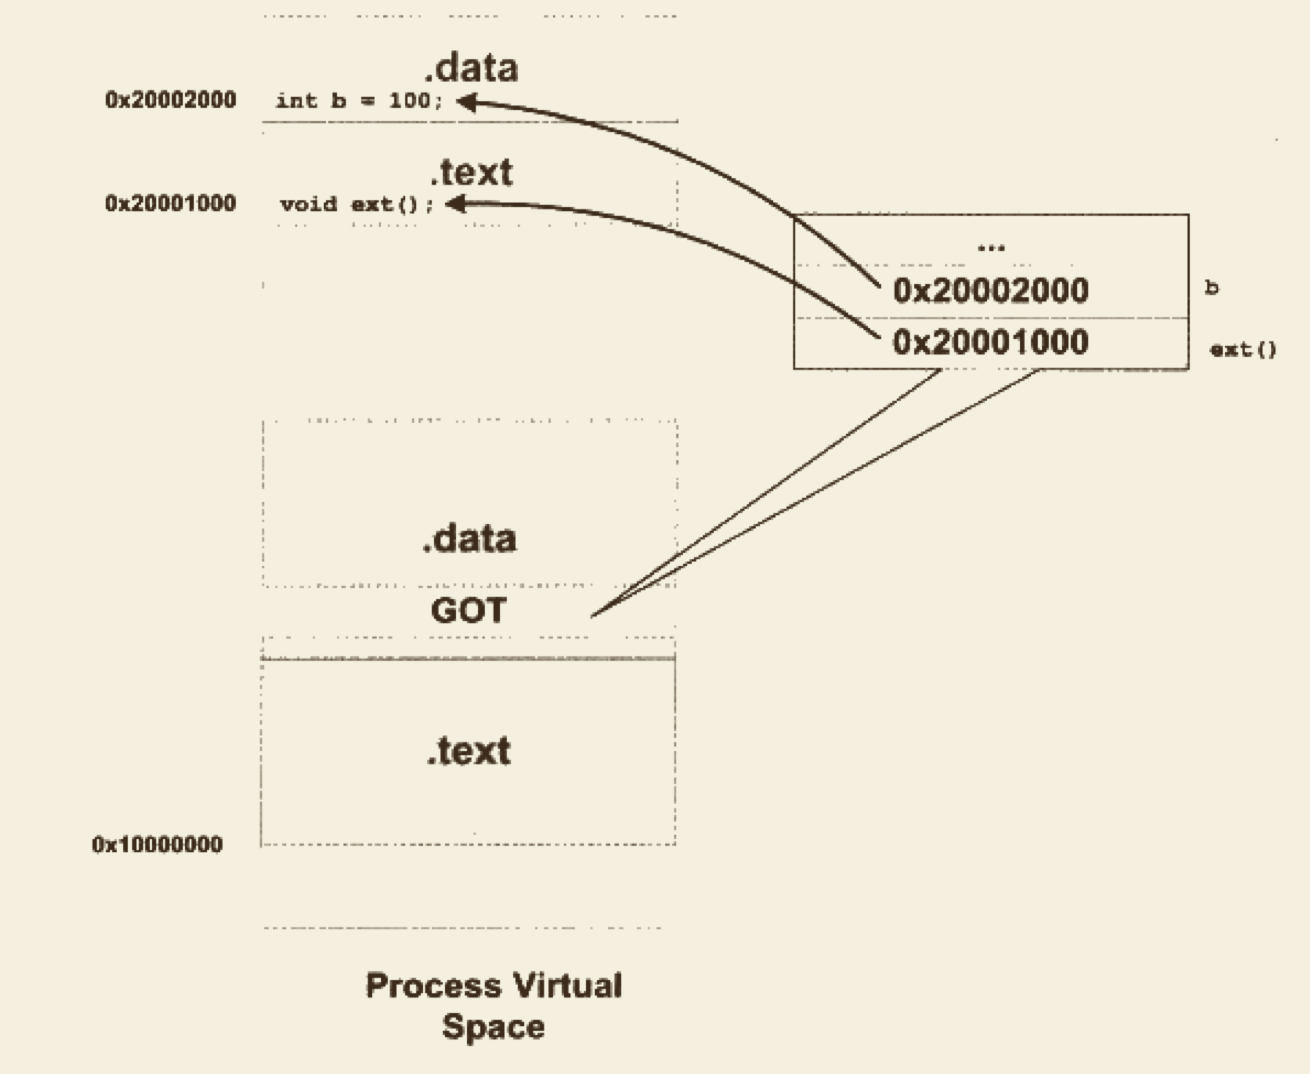 .data
0x20002000 int b = 100;
.text
0x20001000 void ext();
...
0x20002000 b
0x20001000 ext()
.data
GOT
.text
0x10000000
Process Virtual
Space